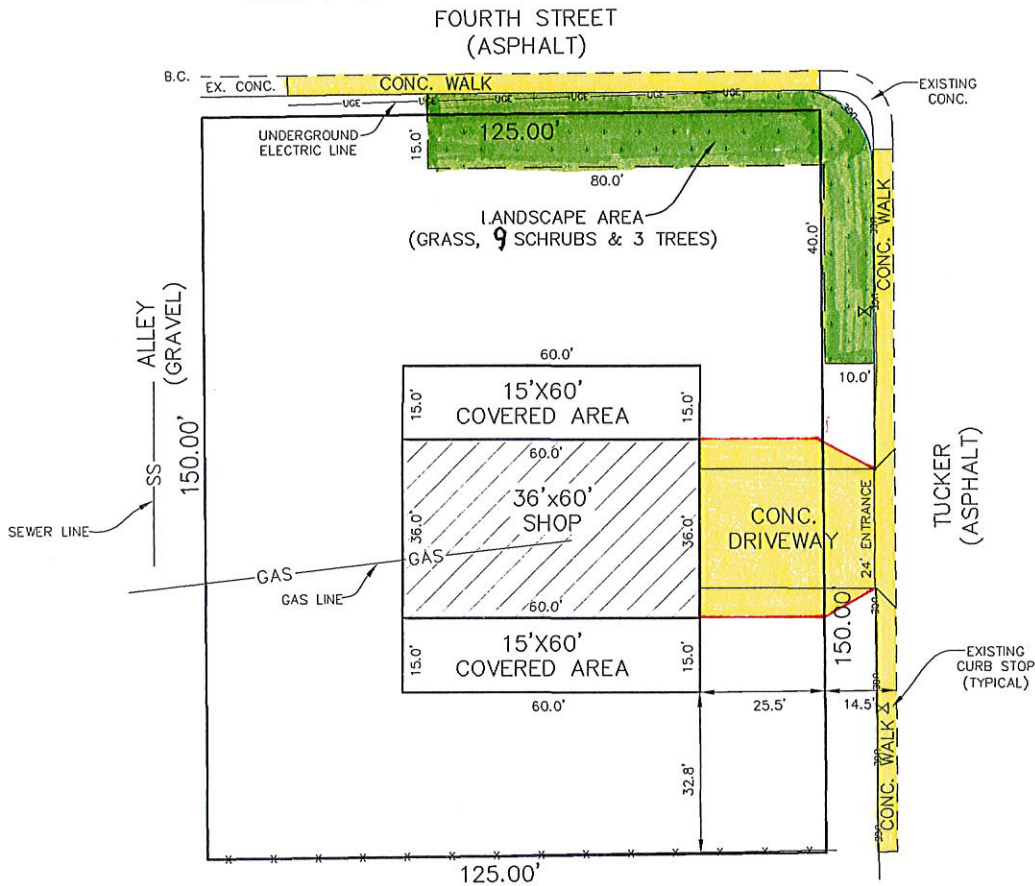 FOURTH STREET
(ASPHALT)
B.C.
EX. CONC.
CONC. WALK
EXISTING
CONC.
UGE UGE UGE UGE UGE UGE
UNDERGROUND
ELECTRIC LINE
15.0'
125.00'
80.0'
LANDSCAPE AREA
(GRASS, 9 SCHRUBS & 3 TREES)
40.0'
CONC. WALK
10.0'
ALLEY
(GRAVEL)
SS
150.00'
SEWER LINE
60.0'
15.0'
15'X60'
COVERED AREA
15.0'
60.0'
36.0'
36'x60'
SHOP
36.0'
CONC.
DRIVEWAY
24' ENTRANCE
TUCKER
(ASPHALT)
GAS
GAS
GAS LINE
60.0'
15.0'
15'X60'
COVERED AREA
15.0'
60.0'
150.00'
EXISTING
CURB STOP
(TYPICAL)
25.5'
14.5'
32.8'
CONC. WALK
125.00'